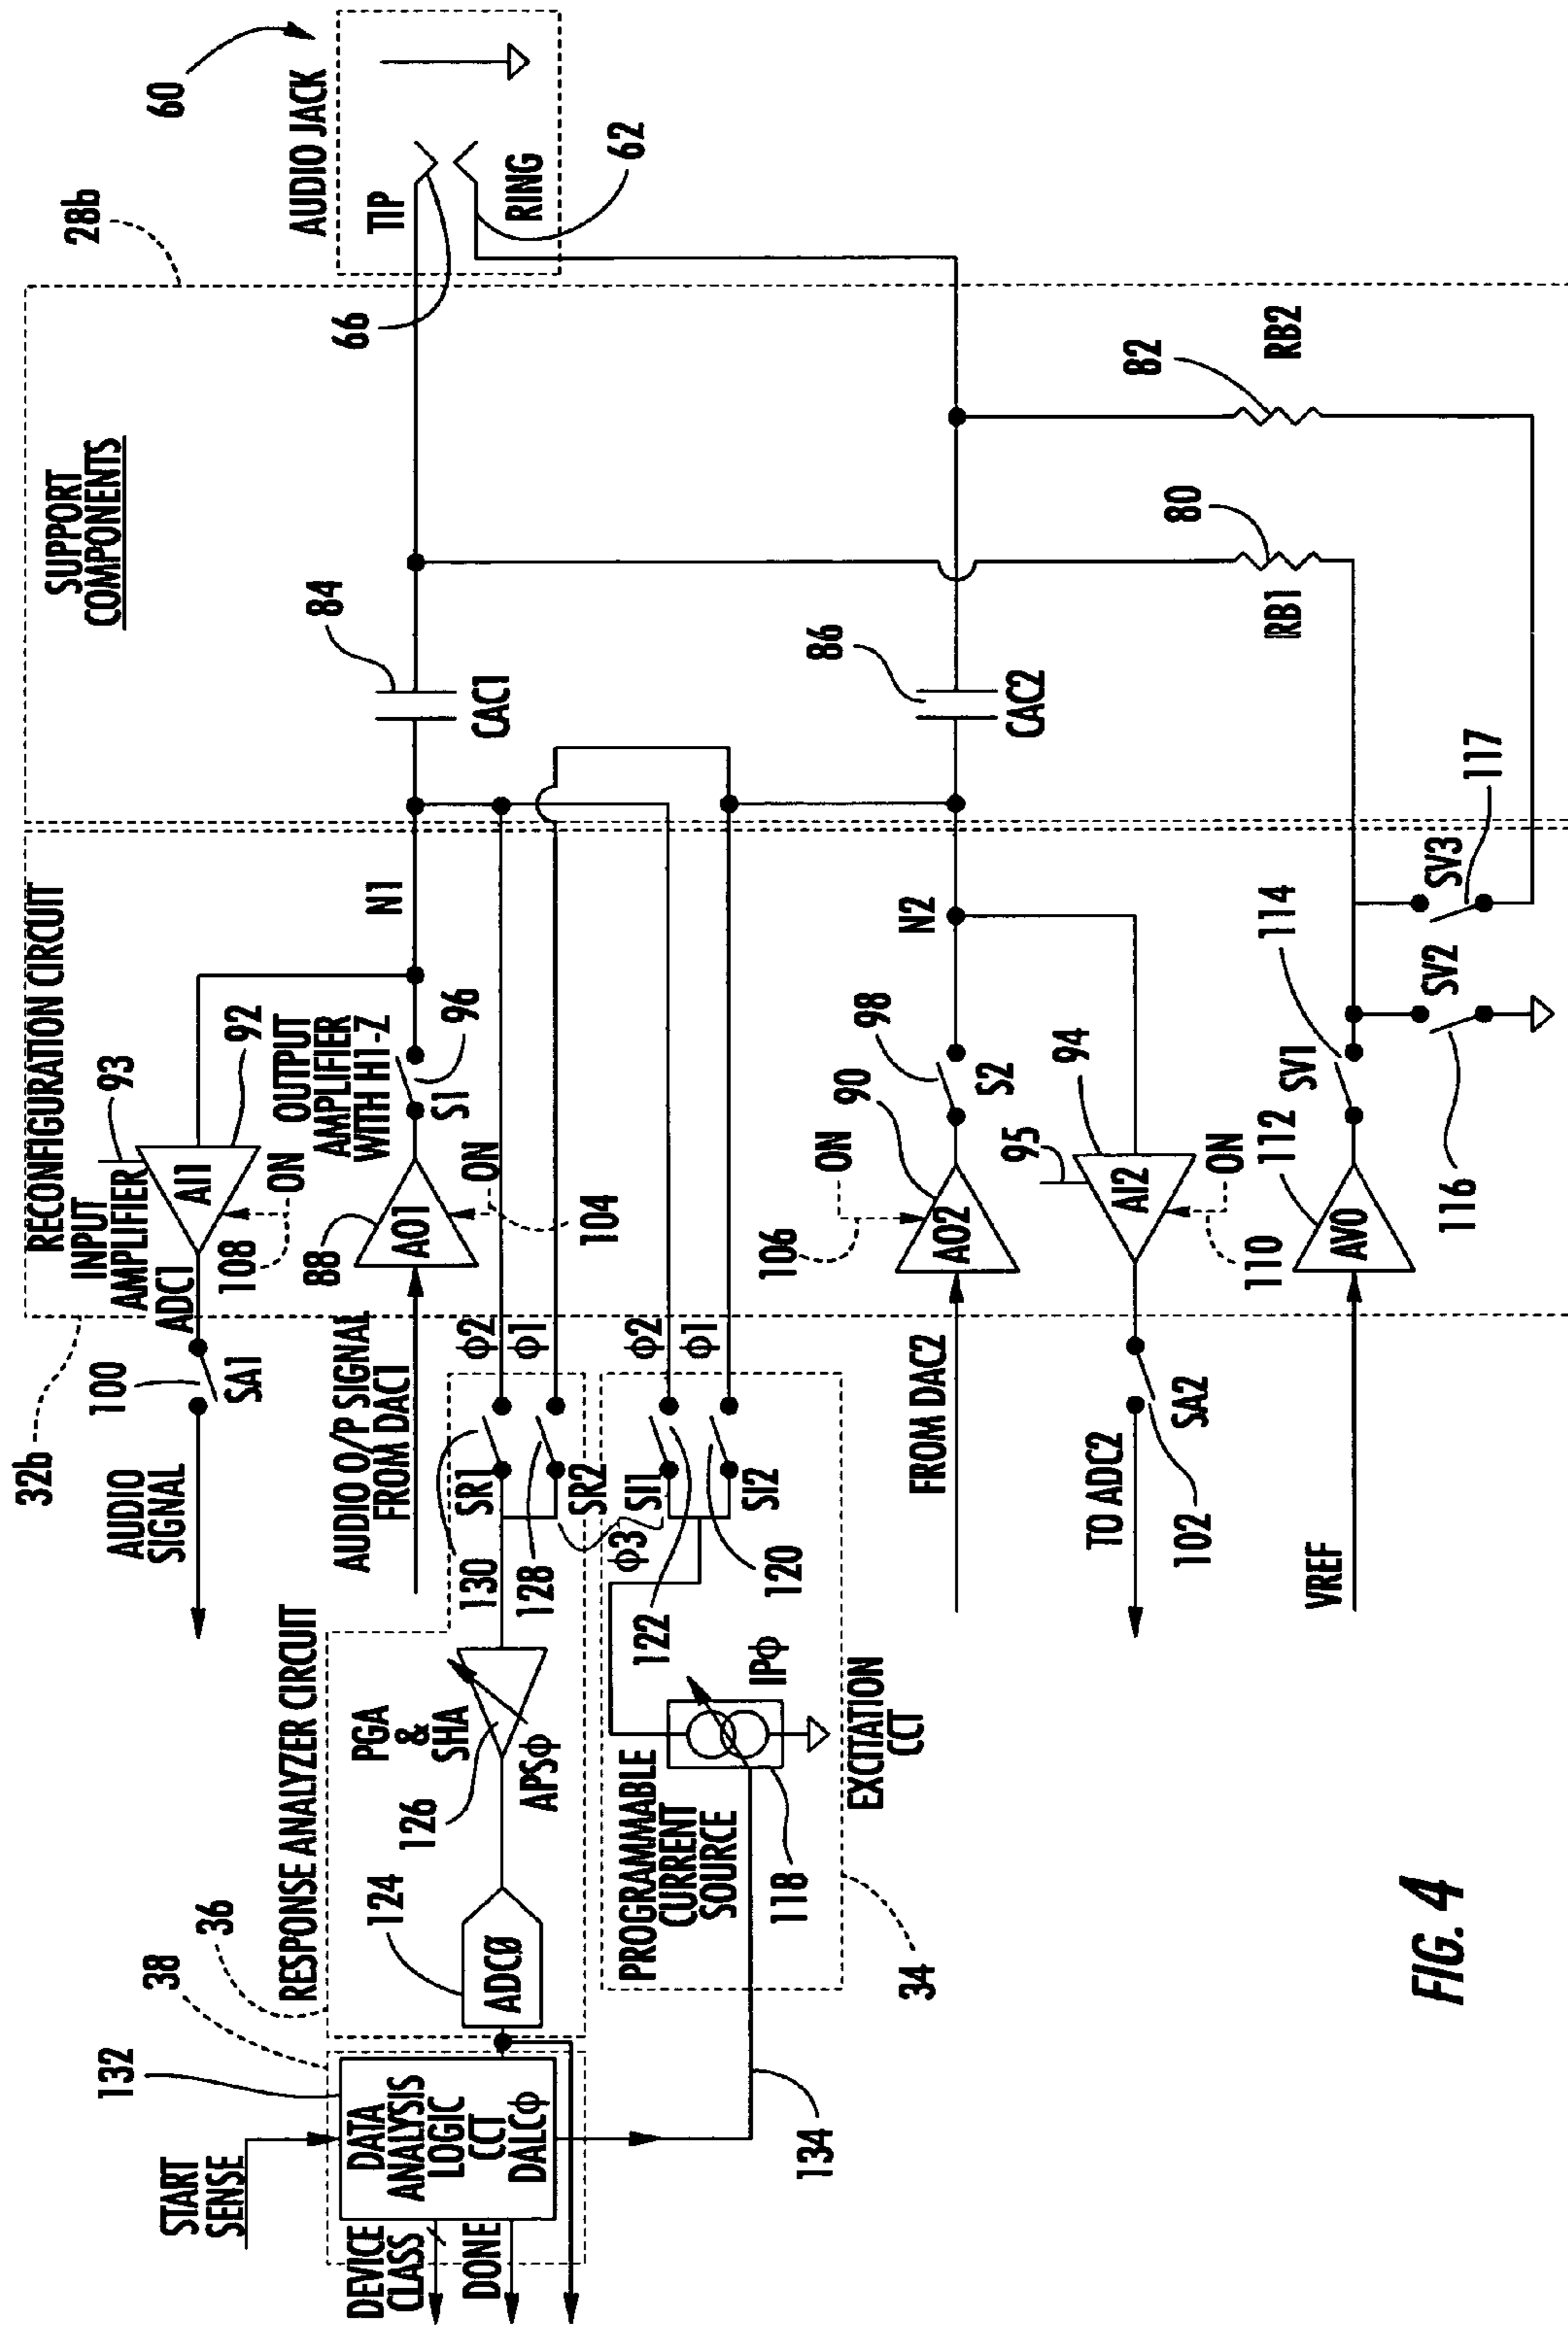 60
28b
AUDIO JACK
TIP
RING
62
66
SUPPORT
COMPONENTS
84
CAC1
86
CAC2
80
RB1
82
RB2
RECONFIGURATION CIRCUIT
32b
INPUT
AMPLIFIER
93
AI1
92
ADC1
108
ON
100
SA1
AUDIO
SIGNAL
OUTPUT
AMPLIFIER
WITH H1-Z
N1
S1
96
88
AO1
ON
104
AUDIO O/P SIGNAL
FROM DAC1
ϕ2
ϕ1
ϕ2
ϕ1
N2
98
S2
90
ON
106
AO2
FROM DAC2
94
95
AI2
ON
110
SA2
102
TO ADC2
112
AVO
SV1
114
SV2
116
SV3
117
VREF
RESPONSE ANALYZER CIRCUIT
36
SR1
130
SR2
128
PGA
&
SHA
126
APSϕ
124
ADCØ
SI1
122
SI2
120
ϕ3
PROGRAMMABLE
CURRENT
SOURCE
IPϕ
118
EXCITATION
CCT
34
38
132
DATA
ANALYSIS
LOGIC
CCT
DALCϕ
START
SENSE
DEVICE
CLASS
DONE
134
FIG. 4